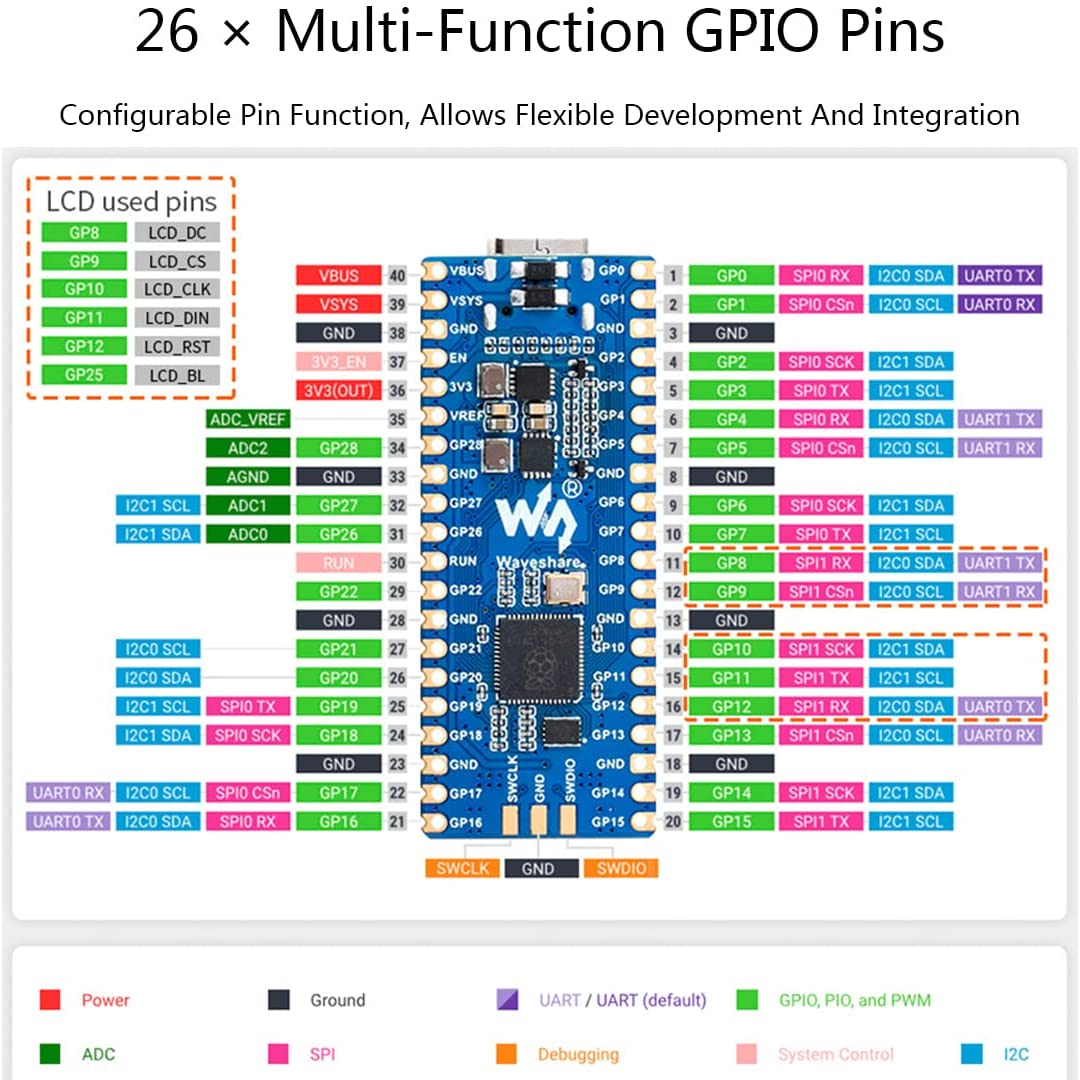 26 × Multi-Function GPIO Pins
Configurable Pin Function, Allows Flexible Development And Integration
LCD used pins
GP8 LCD_DC
GP9 LCD_CS
GP10 LCD_CLK
GP11 LCD_DIN
GP12 LCD_RST
GP25 LCD_BL
VBUS 40 VBUS GP0 1 GP0 SPI0 RX I2C0 SDA UART0 TX
VSYS 39 VSYS GP1 2 GP1 SPI0 CSn I2C0 SCL UART0 RX
GND 38 GND GND 3 GND
3V3_EN 37 EN GP2 4 GP2 SPI0 SCK I2C1 SDA
3V3(OUT) 36 3V3 GP3 5 GP3 SPI0 TX I2C1 SCL
ADC_VREF 35 VREF GP4 6 GP4 SPI0 RX I2C0 SDA UART1 TX
ADC2 GP28 34 GP28 GP5 7 GP5 SPI0 CSn I2C0 SCL UART1 RX
AGND GND 33 GND GND 8 GND
I2C1 SCL ADC1 GP27 32 GP27 GP6 9 GP6 SPI0 SCK I2C1 SDA
I2C1 SDA ADC0 GP26 31 GP26 GP7 10 GP7 SPI0 TX I2C1 SCL
®
Waveshare
RUN 30 RUN GP8 11 GP8 SPI1 RX I2C0 SDA UART1 TX
GP22 29 GP22 GP9 12 GP9 SPI1 CSn I2C0 SCL UART1 RX
GND 28 GND GND 13 GND
I2C0 SCL GP21 27 GP21 GP10 14 GP10 SPI1 SCK I2C1 SDA
I2C0 SDA GP20 26 GP20 GP11 15 GP11 SPI1 TX I2C1 SCL
I2C1 SCL SPI0 TX GP19 25 GP19 GP12 16 GP12 SPI1 RX I2C0 SDA UART0 TX
I2C1 SDA SPI0 SCK GP18 24 GP18 GP13 17 GP13 SPI1 CSn I2C0 SCL UART0 RX
GND 23 GND GND 18 GND
UART0 RX I2C0 SCL SPI0 CSn GP17 22 GP17 GP14 19 GP14 SPI1 SCK I2C1 SDA
UART0 TX I2C0 SDA SPI0 RX GP16 21 GP16 GP15 20 GP15 SPI1 TX I2C1 SCL
SWCLK GND SWDIO
SWCLK GND SWDIO
Power Ground UART / UART (default) GPIO, PIO, and PWM
ADC SPI Debugging System Control I2C